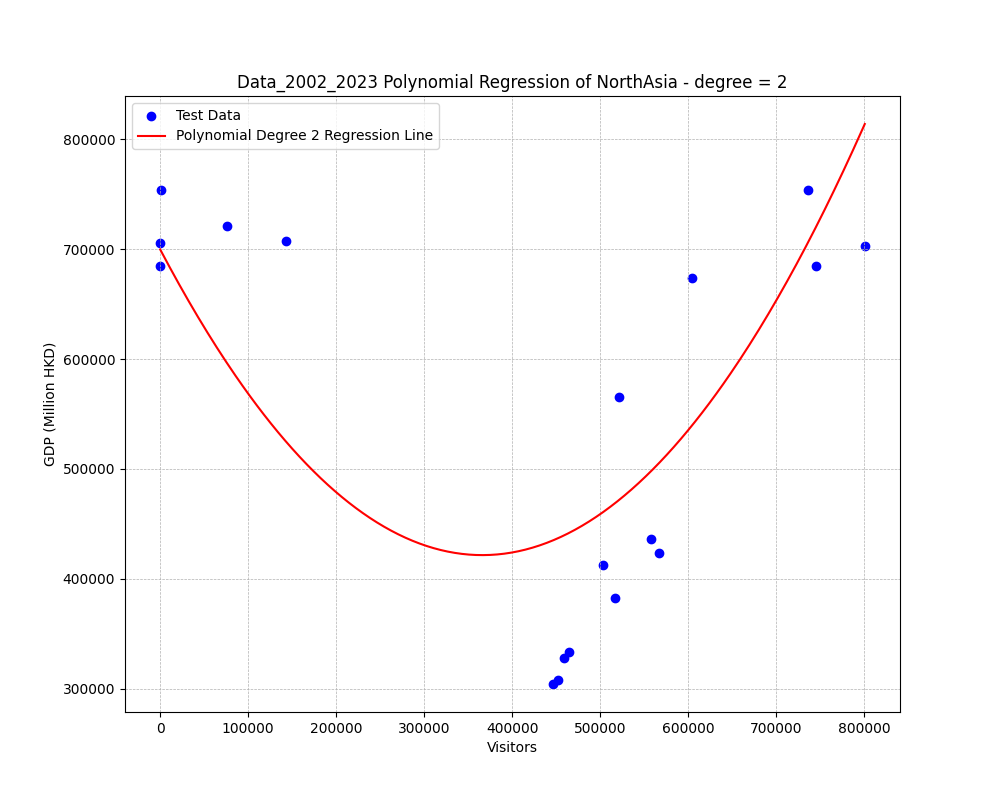 Data_2002_2023 Polynomial Regression of NorthAsia - degree = 2
Test Data
Polynomial Degree 2 Regression Line
GDP (Million HKD)
800000
700000
600000
500000
400000
300000
0 100000 200000 300000 400000 500000 600000 700000 800000
Visitors